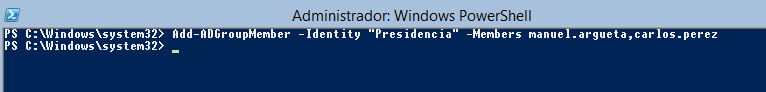 Administrador: Windows PowerShell
PS C:\Windows\system32> Add-ADGroupMember -Identity "Presidencia" -Members manuel.argueta,carlos.perez
PS C:\Windows\system32> _